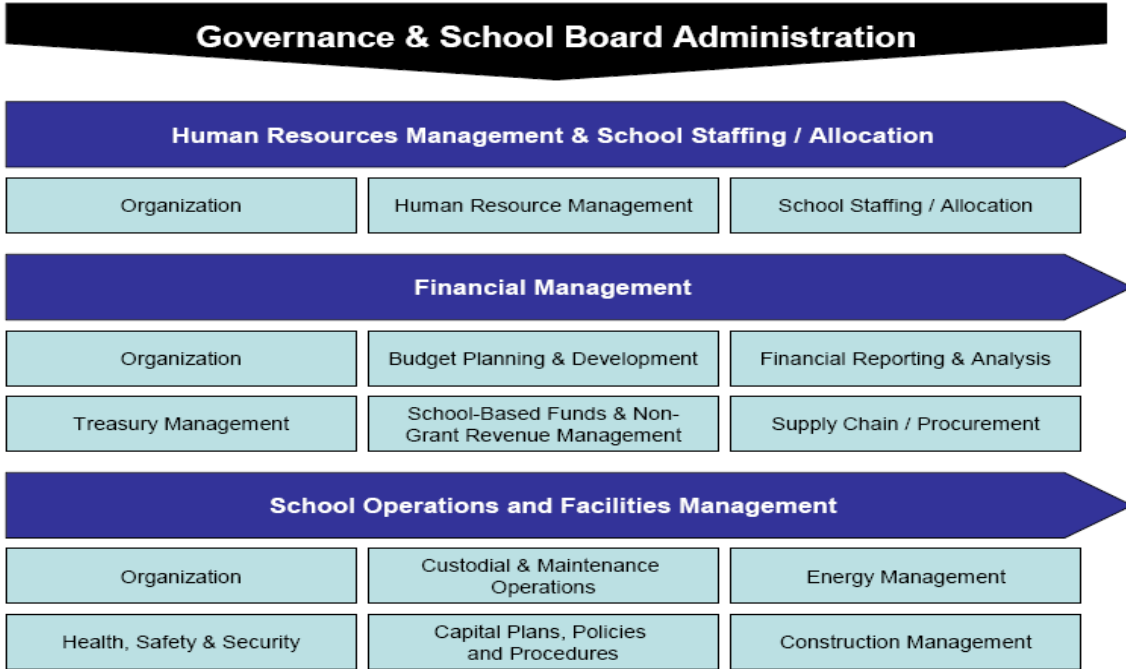 Governance & School Board Administration
Human Resources Management & School Staffing / Allocation
Organization
Human Resource Management
School Staffing / Allocation
Financial Management
Organization
Budget Planning & Development
Financial Reporting & Analysis
Treasury Management
School-Based Funds & Non-
Grant Revenue Management
Supply Chain / Procurement
School Operations and Facilities Management
Organization
Custodial & Maintenance
Operations
Energy Management
Health, Safety & Security
Capital Plans, Policies
and Procedures
Construction Management